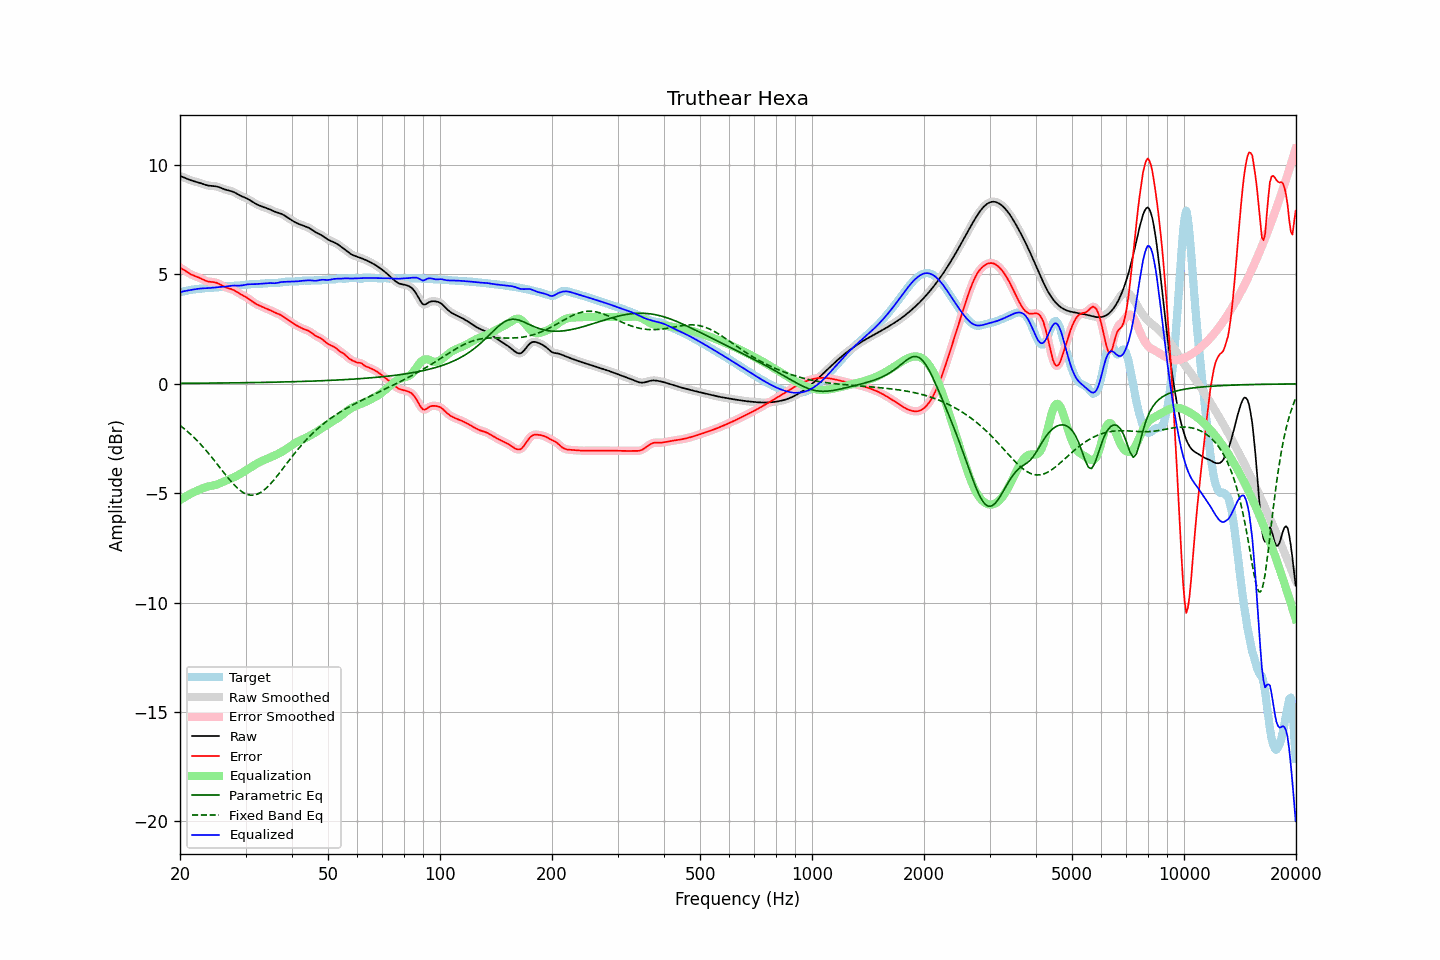 Truthear Hexa
Amplitude (dBr)
10
5
0
−5
−10
−15
−20
Target
Raw Smoothed
Error Smoothed
Raw
Error
Equalization
Parametric Eq
Fixed Band Eq
Equalized
20 50 100 200 500 1000 2000 5000 10000 20000
Frequency (Hz)